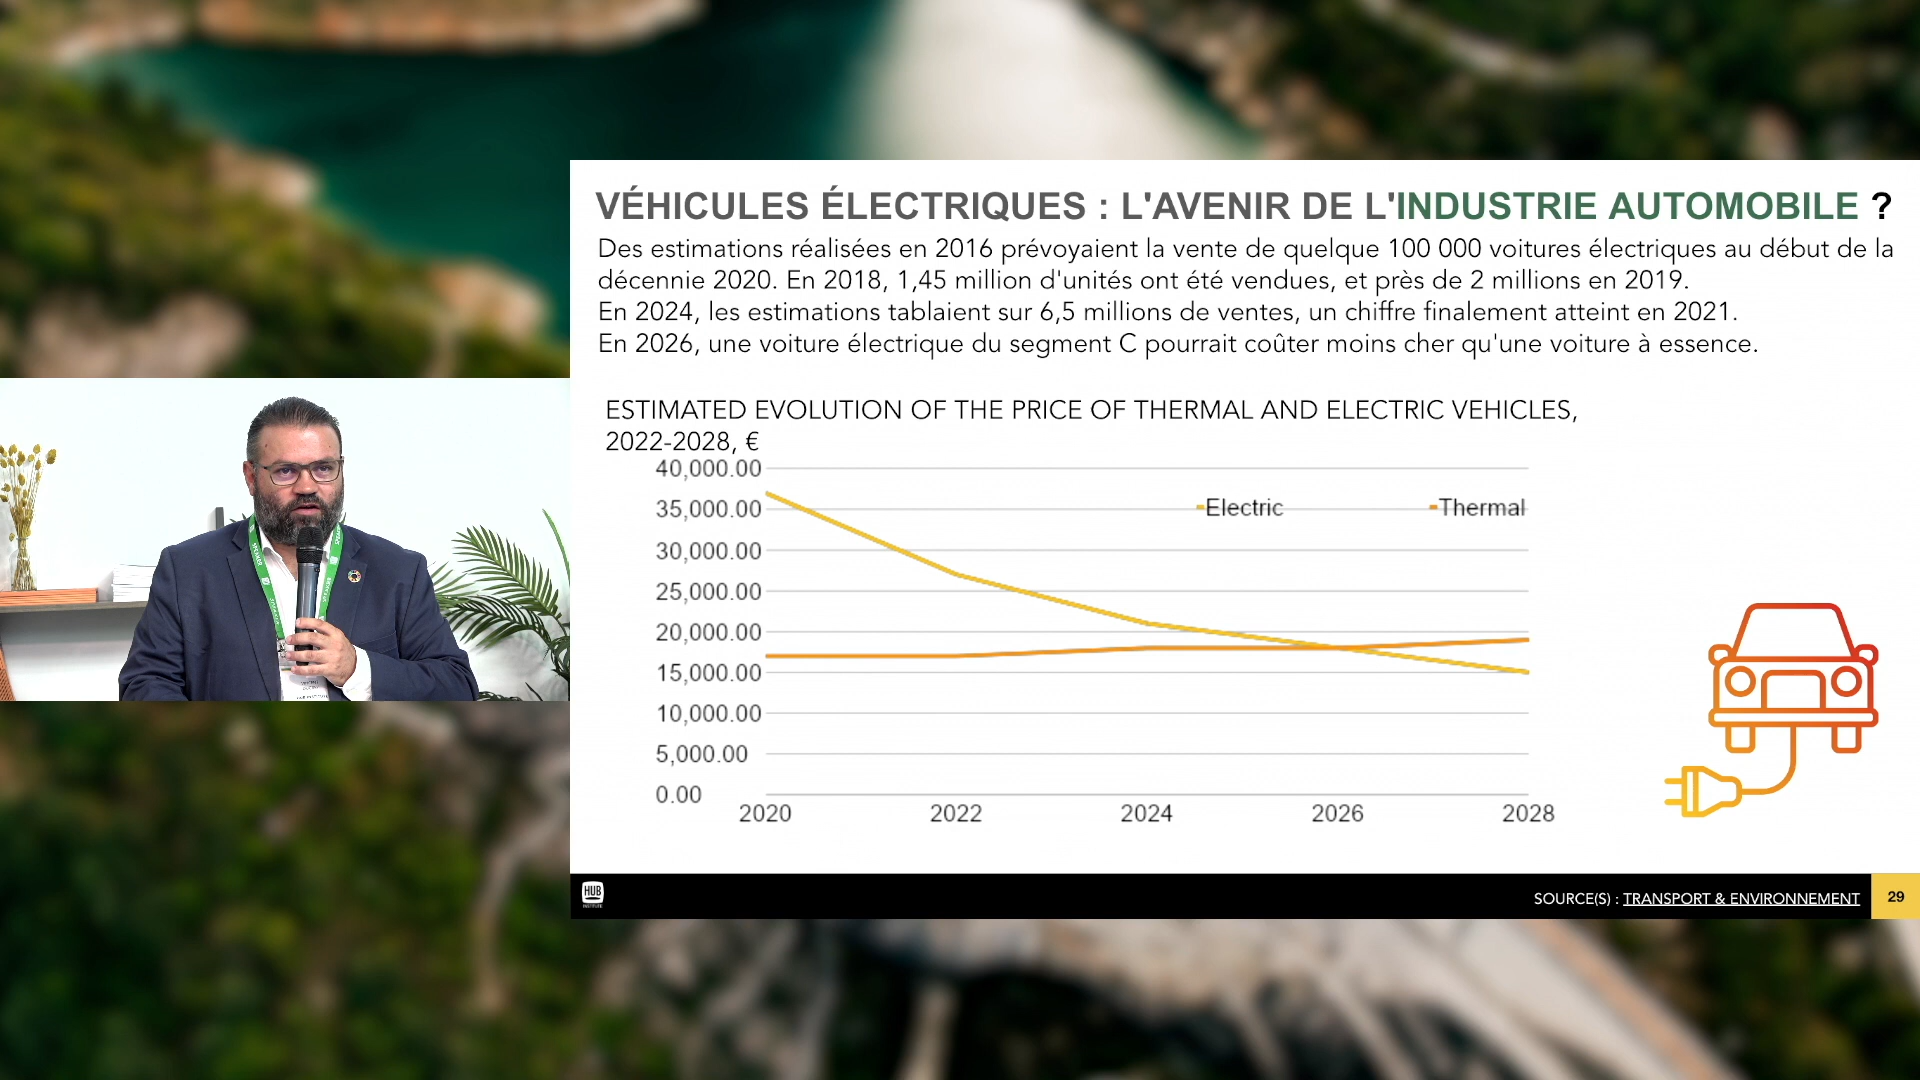 VÉHICULES ÉLECTRIQUES : L'AVENIR DE L'INDUSTRIE AUTOMOBILE ?
Des estimations réalisées en 2016 prévoyaient la vente de quelque 100 000 voitures électriques au début de la
décennie 2020. En 2018, 1,45 million d'unités ont été vendues, et près de 2 millions en 2019.
En 2024, les estimations tablaient sur 6,5 millions de ventes, un chiffre finalement atteint en 2021.
En 2026, une voiture électrique du segment C pourrait coûter moins cher qu'une voiture à essence.
ESTIMATED EVOLUTION OF THE PRICE OF THERMAL AND ELECTRIC VEHICLES,
2022-2028, €
40,000.00
35,000.00
30,000.00
25,000.00
20,000.00
15,000.00
10,000.00
5,000.00
0.00
Electric Thermal
2020 2022 2024 2026 2028
HUB
INSTITUTE
SOURCE(S) : TRANSPORT & ENVIRONNEMENT
29